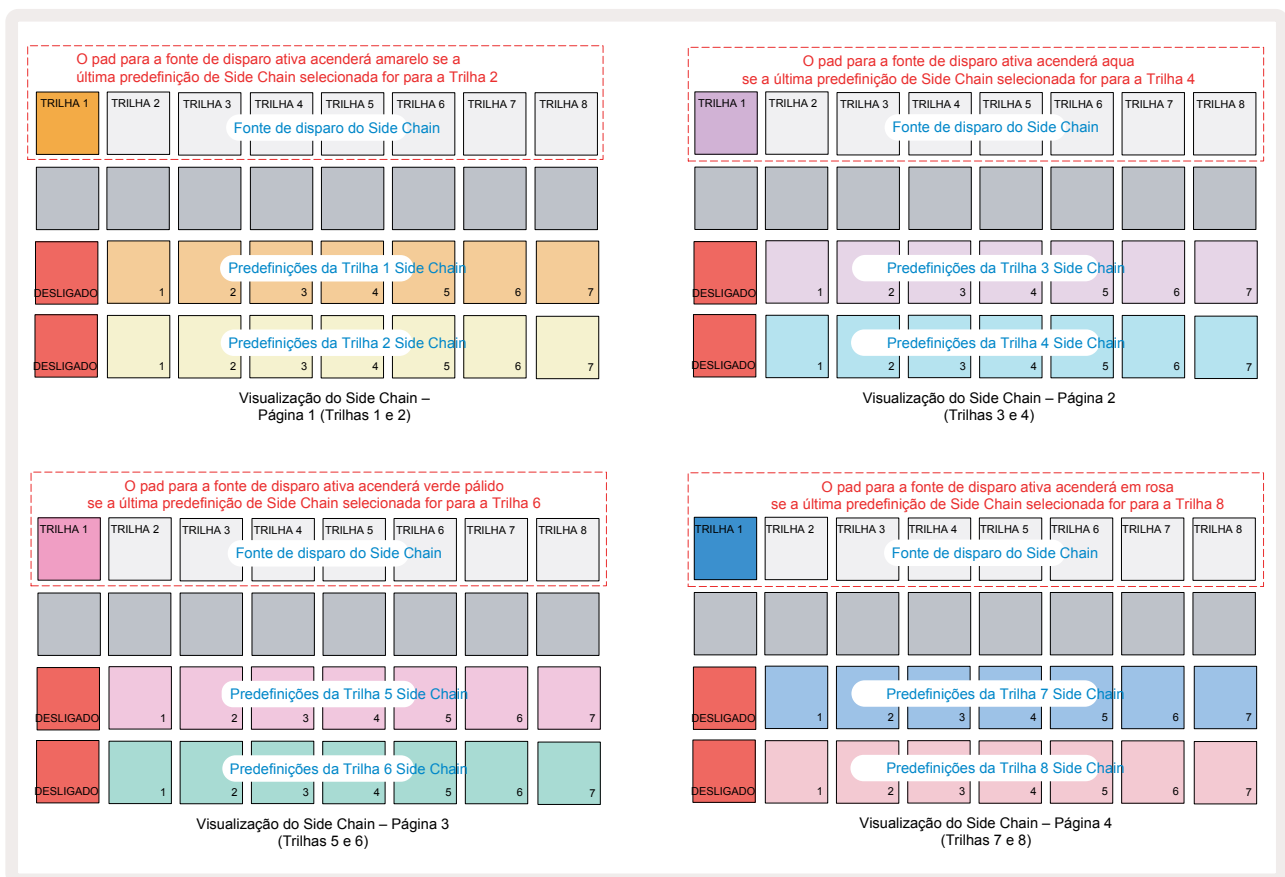 O pad para a fonte de disparo ativa acenderá amarelo se a
última predefinição de Side Chain selecionada for para a Trilha 2
TRILHA 1 TRILHA 2 TRILHA 3 TRILHA 4 TRILHA 5 TRILHA 6 TRILHA 7 TRILHA 8
Fonte de disparo do Side Chain
Predefinições da Trilha 1 Side Chain
DESLIGADO 1 2 3 4 5 6 7
Predefinições da Trilha 2 Side Chain
DESLIGADO 1 2 3 4 5 6 7
Visualização do Side Chain –
Página 1 (Trilhas 1 e 2)
O pad para a fonte de disparo ativa acenderá aqua
se a última predefinição de Side Chain selecionada for para a Trilha 4
TRILHA 1 TRILHA 2 TRILHA 3 TRILHA 4 TRILHA 5 TRILHA 6 TRILHA 7 TRILHA 8
Fonte de disparo do Side Chain
Predefinições da Trilha 3 Side Chain
DESLIGADO 1 2 3 4 5 6 7
Predefinições da Trilha 4 Side Chain
DESLIGADO 1 2 3 4 5 6 7
Visualização do Side Chain – Página 2
(Trilhas 3 e 4)
O pad para a fonte de disparo ativa acenderá verde pálido
se a última predefinição de Side Chain selecionada for para a Trilha 6
TRILHA 1 TRILHA 2 TRILHA 3 TRILHA 4 TRILHA 5 TRILHA 6 TRILHA 7 TRILHA 8
Fonte de disparo do Side Chain
Predefinições da Trilha 5 Side Chain
DESLIGADO 1 2 3 4 5 6 7
Predefinições da Trilha 6 Side Chain
DESLIGADO 1 2 3 4 5 6 7
Visualização do Side Chain – Página 3
(Trilhas 5 e 6)
O pad para a fonte de disparo ativa acenderá em rosa
se a última predefinição de Side Chain selecionada for para a Trilha 8
TRILHA 1 TRILHA 2 TRILHA 3 TRILHA 4 TRILHA 5 TRILHA 6 TRILHA 7 TRILHA 8
Fonte de disparo do Side Chain
Predefinições da Trilha 7 Side Chain
DESLIGADO 1 2 3 4 5 6 7
Predefinições da Trilha 8 Side Chain
DESLIGADO 1 2 3 4 5 6 7
Visualização do Side Chain – Página 4
(Trilhas 7 e 8)